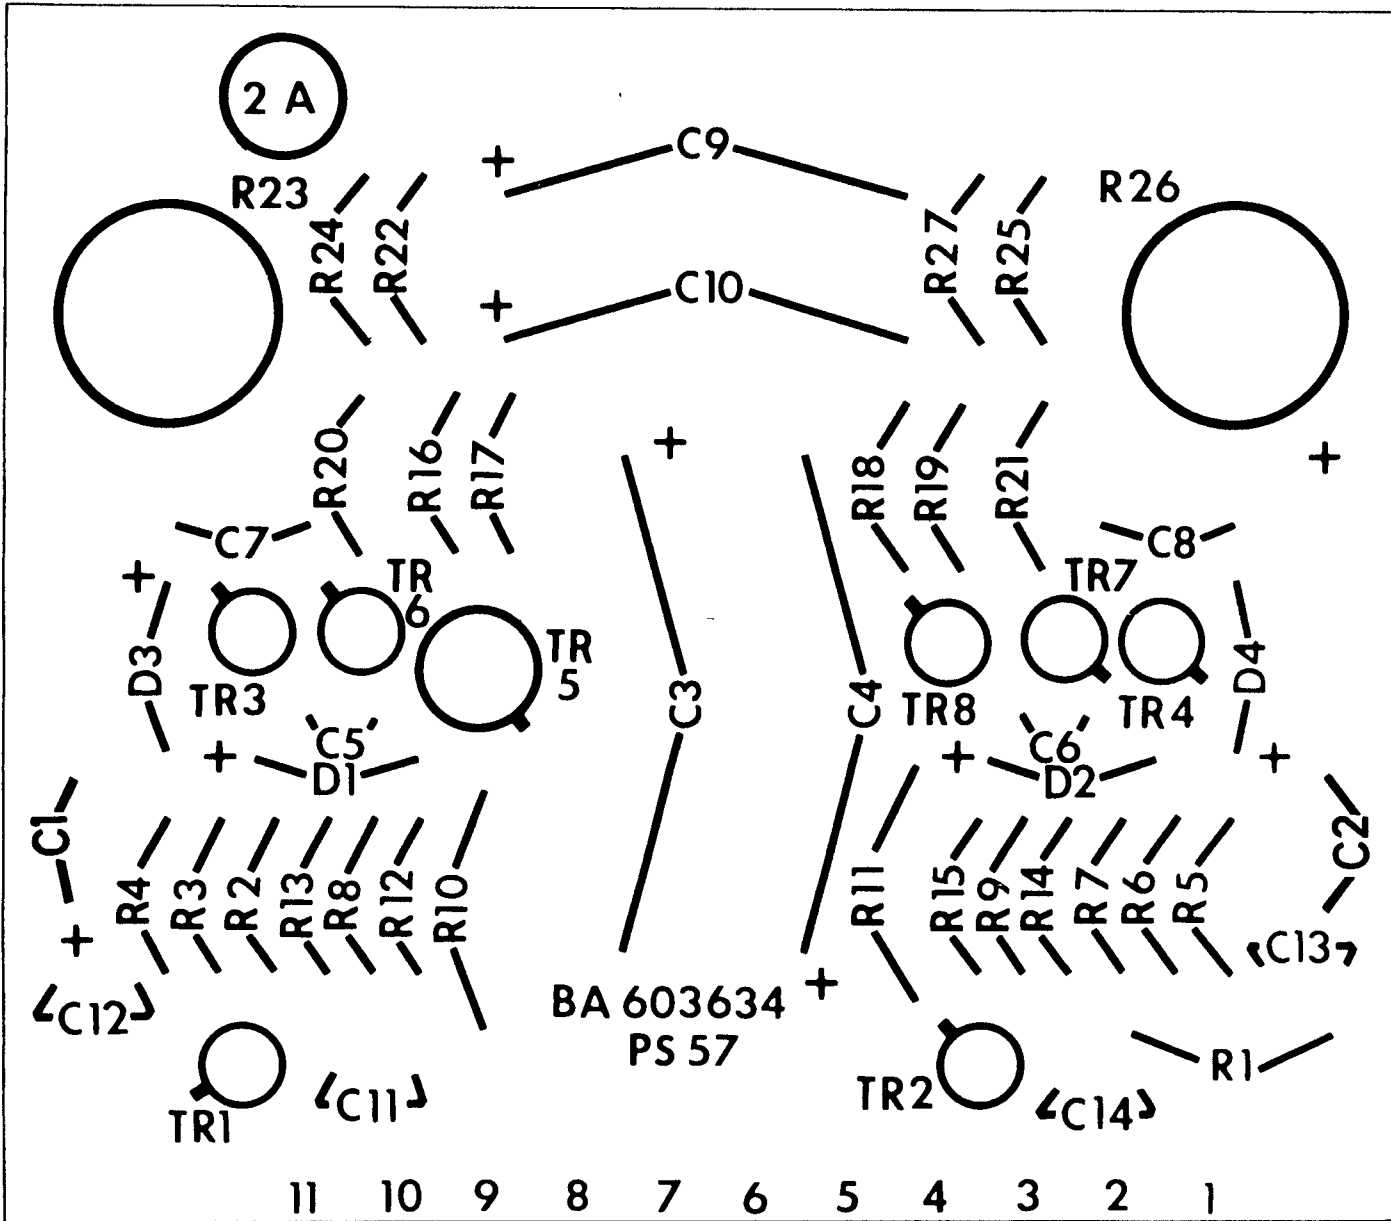 2 A
C9
R23
R24
R22
+
R27
R25
R26
C10
+
R20
R16
R17
+
R18
R19
R21
+
C7
C8
+
TR
6
TR7
D3
TR
5
D4
TR3
C3
C4
TR8
TR4
C5
C6
+
D1
+
D2
+
C1
C2
R4
R3
R2
R13
R8
R12
R10
R11
R15
R9
R14
R7
R6
R5
+
C13
C12
BA 603634
+
PS 57
R1
TR1
C11
TR2
C14
11 10 9 8 7 6 5 4 3 2 1